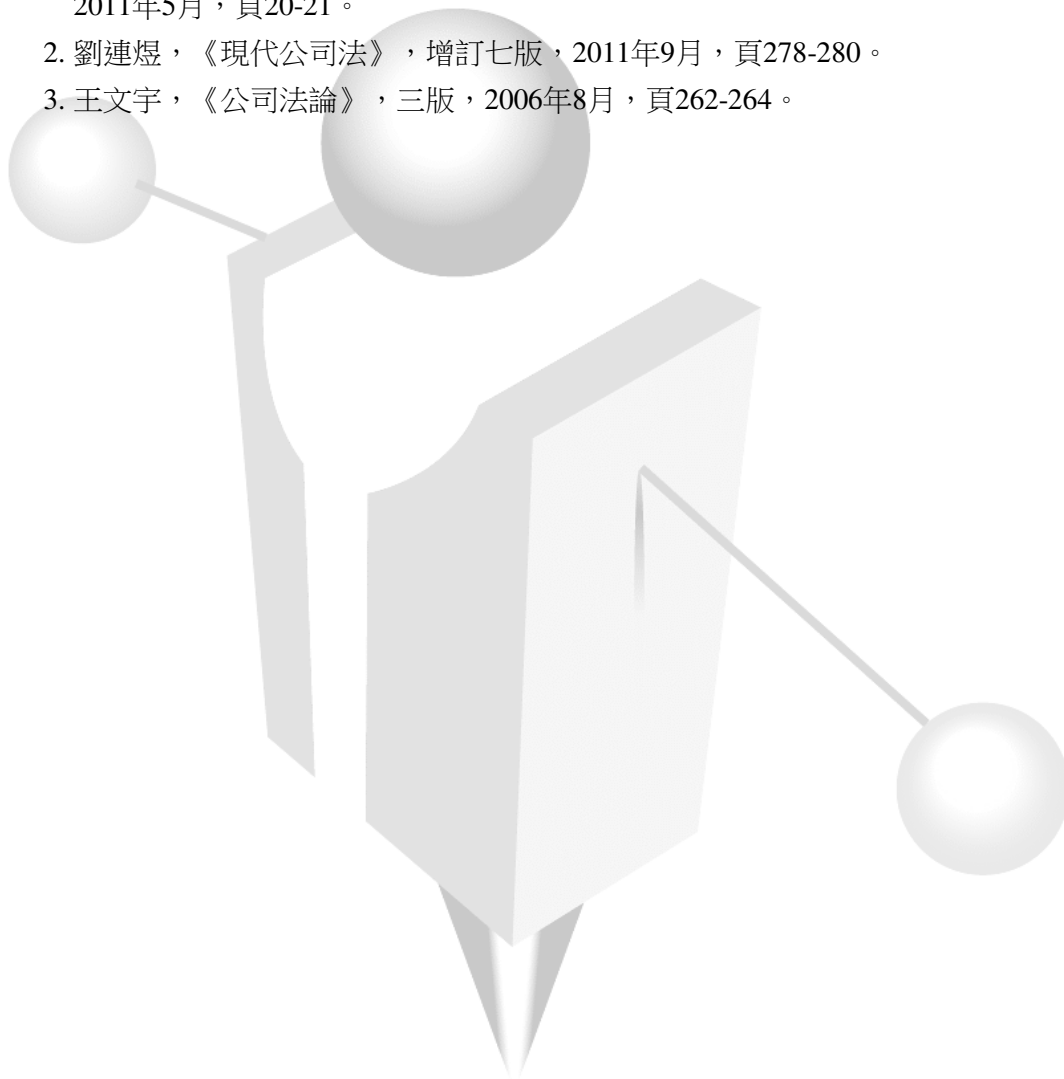 2011年5月，頁20-21。
2. 劉連煜，《現代公司法》，增訂七版，2011年9月，頁278-280。
3. 王文宇，《公司法論》，三版，2006年8月，頁262-264。